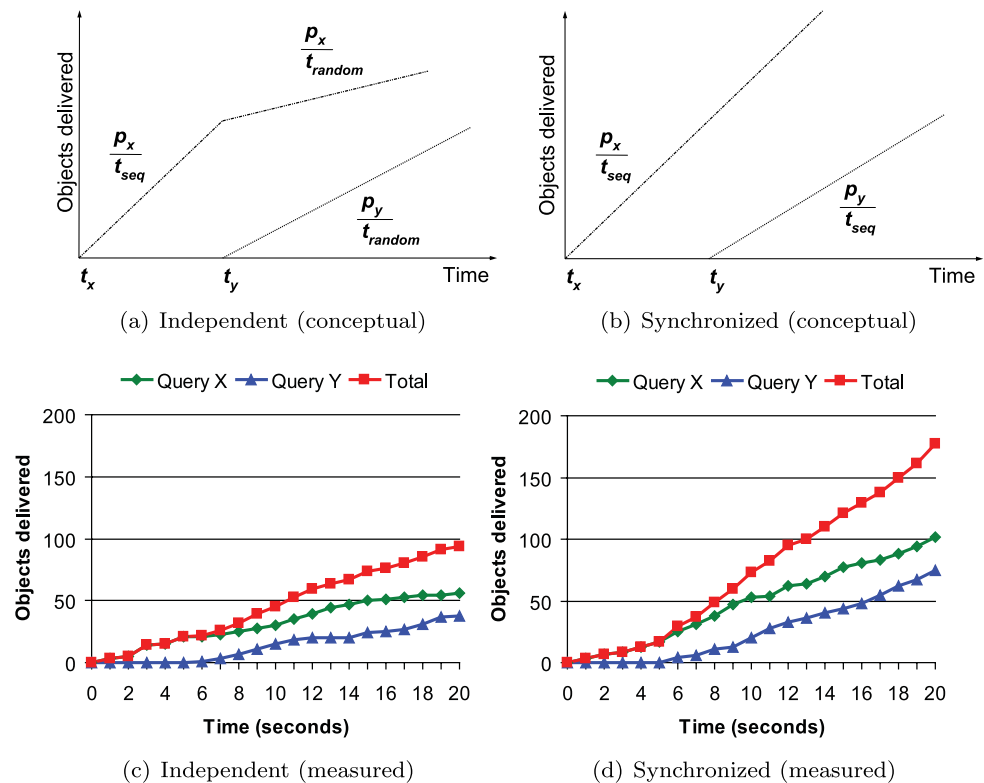 Objects delivered
p_x
t_seq
p_x
t_random
p_y
t_random
t_x
t_y
Time
(a) Independent (conceptual)
Objects delivered
p_x
t_seq
p_y
t_seq
t_x
t_y
Time
(b) Synchronized (conceptual)
Query X Query Y Total
Objects delivered
200
150
100
50
0
0 2 4 6 8 10 12 14 16 18 20
Time (seconds)
(c) Independent (measured)
Query X Query Y Total
Objects delivered
200
150
100
50
0
0 2 4 6 8 10 12 14 16 18 20
Time (seconds)
(d) Synchronized (measured)